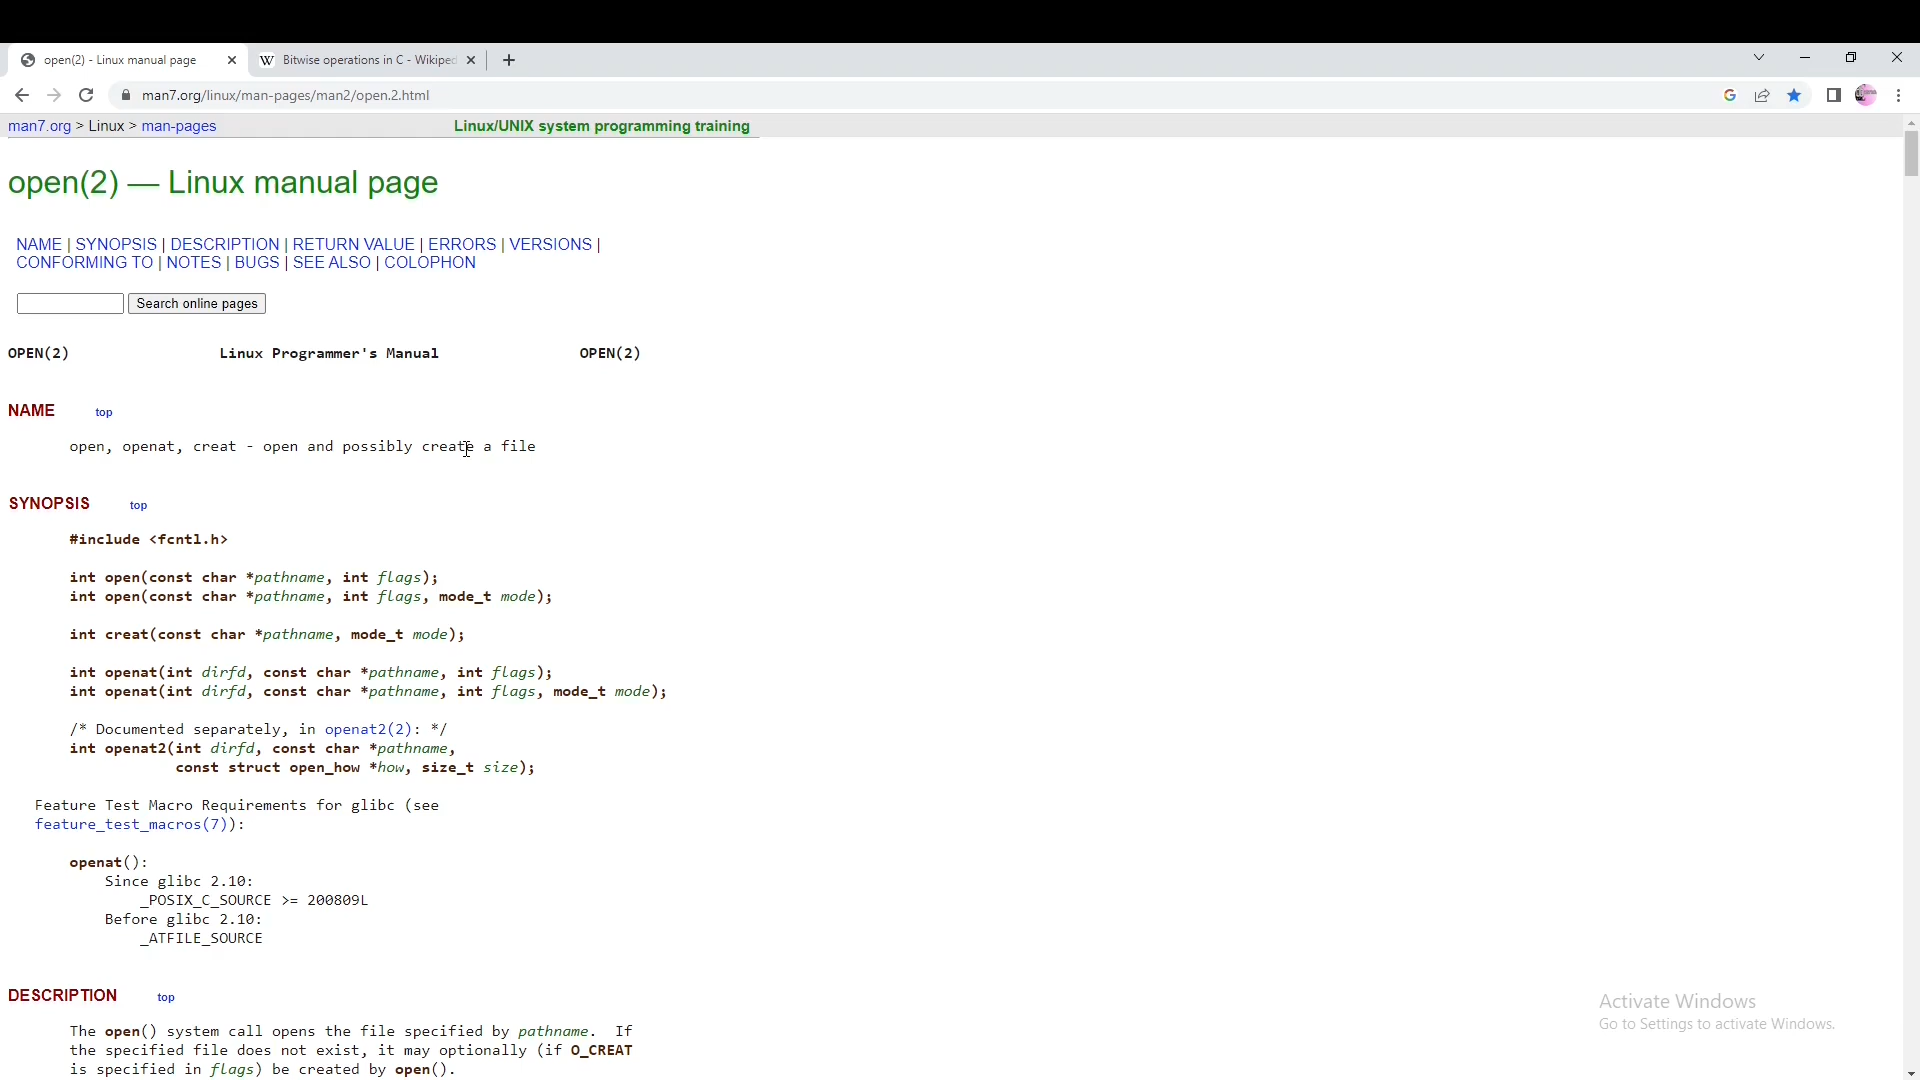 open(2) - Linux manual page
Bitwise operations in C - Wikiped
man7.org/linux/man-pages/man2/open.2.html
man7.org > Linux > man-pages
Linux/UNIX system programming training
open(2) — Linux manual page
NAME | SYNOPSIS | DESCRIPTION | RETURN VALUE | ERRORS | VERSIONS |
CONFORMING TO | NOTES | BUGS | SEE ALSO | COLOPHON
Search online pages
OPEN(2) Linux Programmer's Manual OPEN(2)
NAME top
open, openat, creat - open and possibly create a file
SYNOPSIS top
#include <fcntl.h>
int open(const char *pathname, int flags);
int open(const char *pathname, int flags, mode_t mode);
int creat(const char *pathname, mode_t mode);
int openat(int dirfd, const char *pathname, int flags);
int openat(int dirfd, const char *pathname, int flags, mode_t mode);
/* Documented separately, in openat2(2): */
int openat2(int dirfd, const char *pathname,
const struct open_how *how, size_t size);
Feature Test Macro Requirements for glibc (see
feature_test_macros(7)):
openat():
Since glibc 2.10:
_POSIX_C_SOURCE >= 200809L
Before glibc 2.10:
_ATFILE_SOURCE
DESCRIPTION top
The open() system call opens the file specified by pathname. If
the specified file does not exist, it may optionally (if O_CREAT
is specified in flags) be created by open().
Activate Windows
Go to Settings to activate Windows.